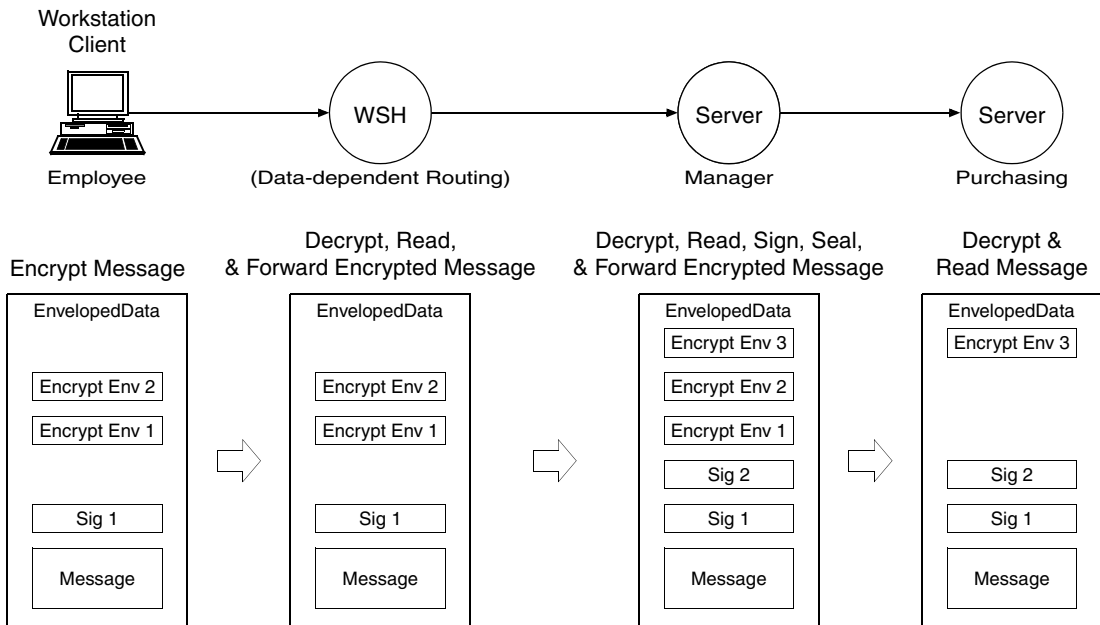 Workstation
Client
WSH
Server
Server
Employee
(Data-dependent Routing)
Manager
Purchasing
Encrypt Message
Decrypt, Read,
& Forward Encrypted Message
Decrypt, Read, Sign, Seal,
& Forward Encrypted Message
Decrypt &
Read Message
EnvelopedData
Encrypt Env 2
Encrypt Env 1
Sig 1
Message
EnvelopedData
Encrypt Env 2
Encrypt Env 1
Sig 1
Message
EnvelopedData
Encrypt Env 3
Encrypt Env 2
Encrypt Env 1
Sig 2
Sig 1
Message
EnvelopedData
Encrypt Env 3
Sig 2
Sig 1
Message